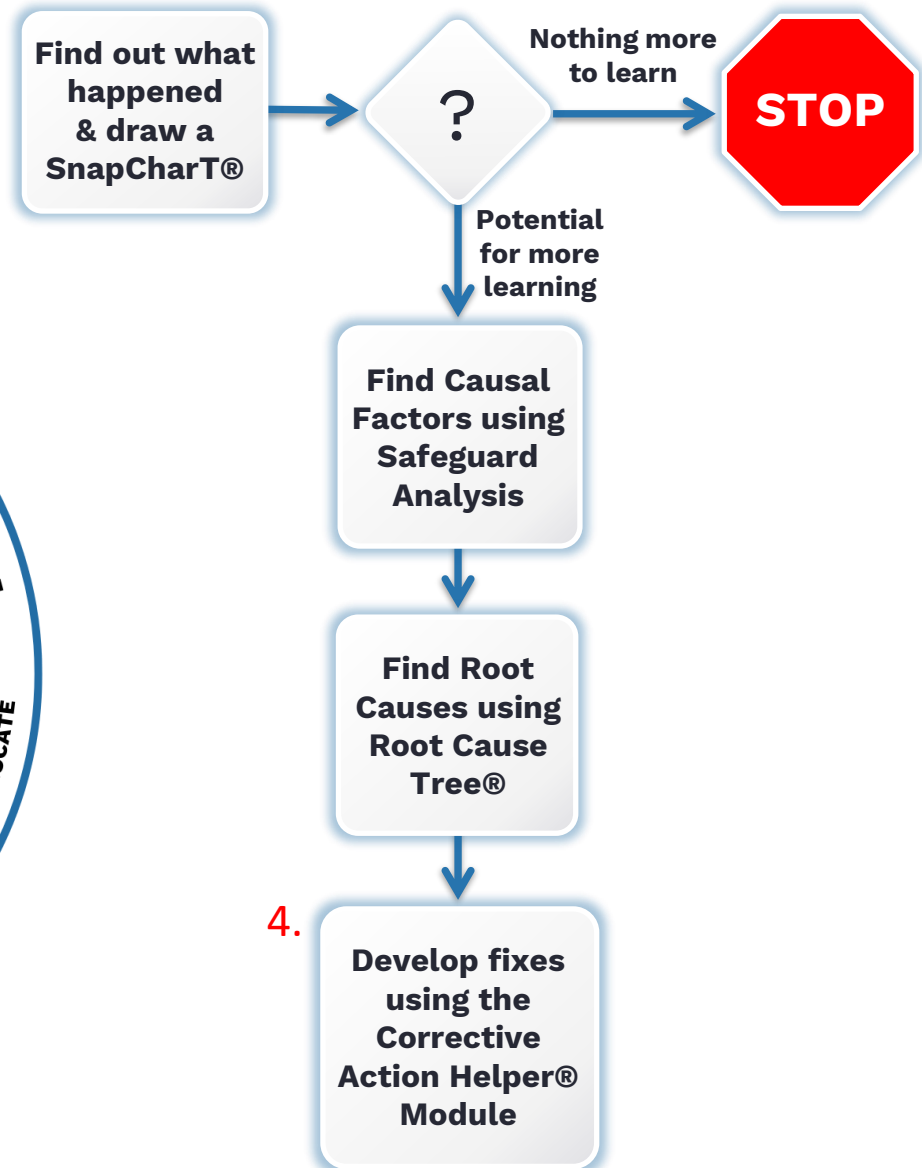 Find out what
happened
& draw a
SnapCharT®
?
Nothing more
to learn
STOP
Potential
for more
learning
Find Causal
Factors using
Safeguard
Analysis
Find Root
Causes using
Root Cause
Tree®
4.
Develop fixes
using the
Corrective
Action Helper®
Module